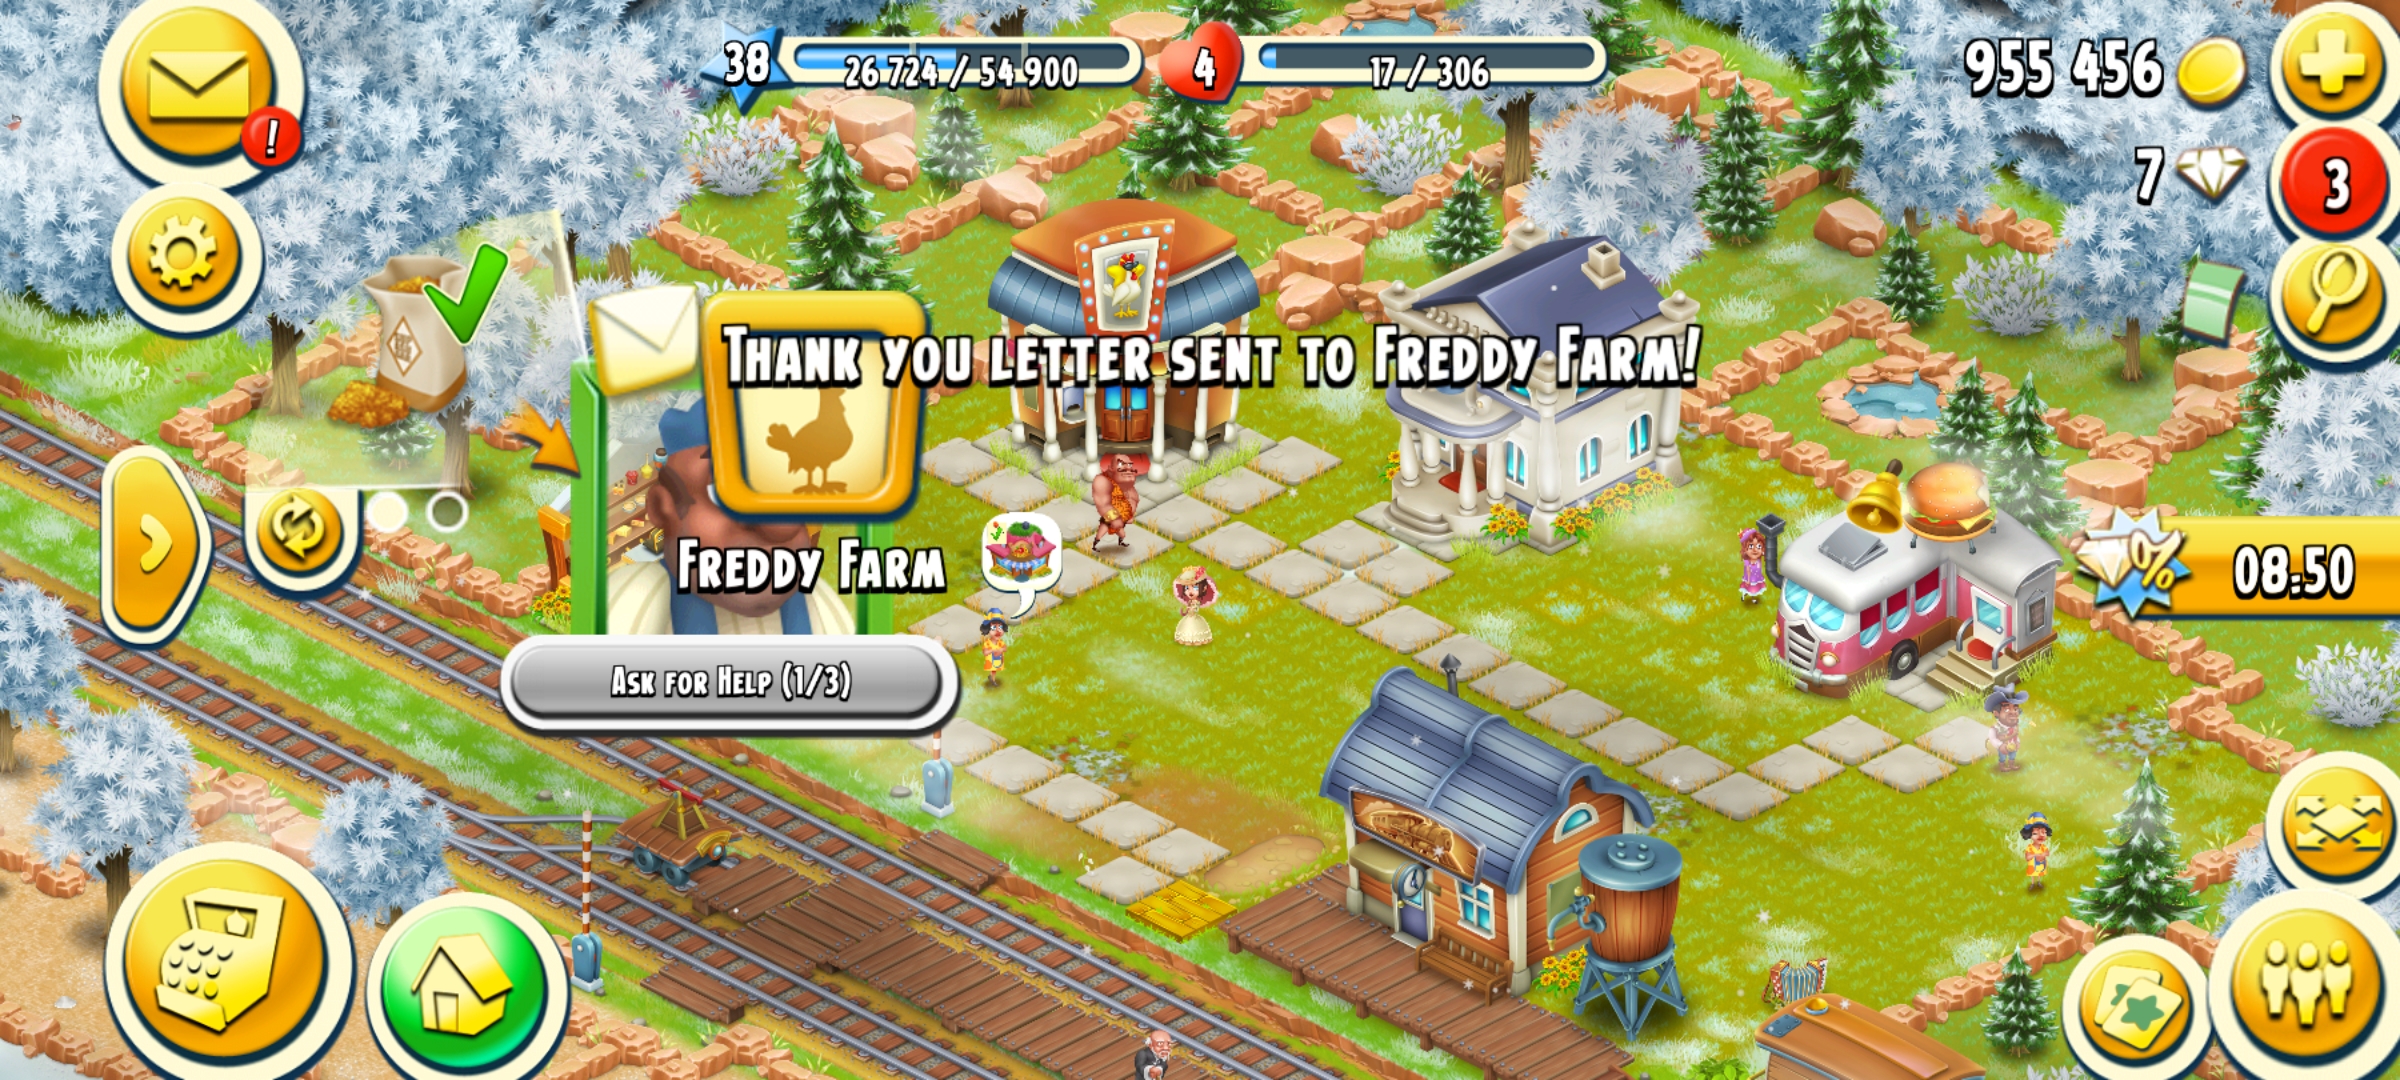 38
26 724 / 54 900
4
17 / 306
955 456
7
3
!
Thank you letter sent to Freddy Farm!
Freddy Farm
08:50
%
Ask for Help (1/3)